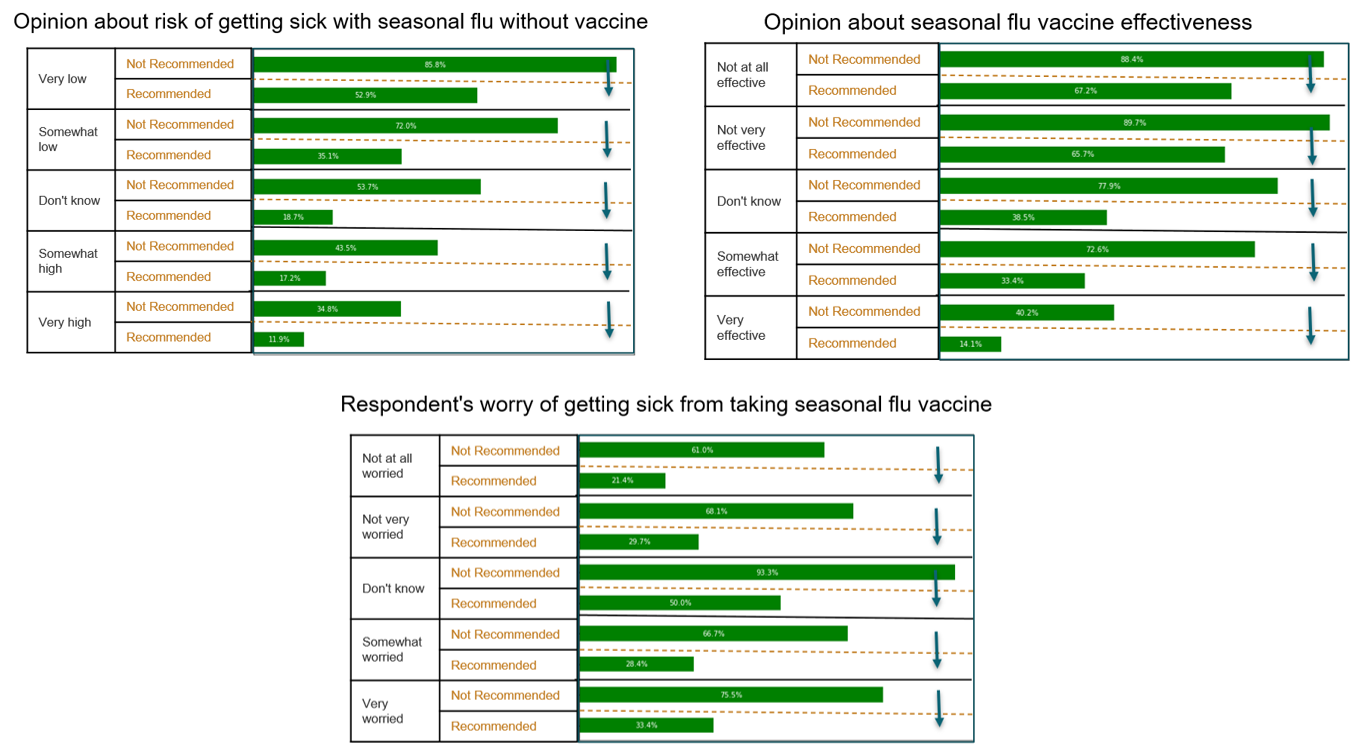 Opinion about risk of getting sick with seasonal flu without vaccine
Very low
Not Recommended
85.8%
Recommended
52.9%
Somewhat
low
Not Recommended
72.0%
Recommended
35.1%
Don't know
Not Recommended
53.7%
Recommended
18.7%
Somewhat
high
Not Recommended
43.5%
Recommended
17.2%
Very high
Not Recommended
34.8%
Recommended
11.9%
Opinion about seasonal flu vaccine effectiveness
Not at all
effective
Not Recommended
88.4%
Recommended
67.2%
Not very
effective
Not Recommended
89.7%
Recommended
65.7%
Don't know
Not Recommended
77.9%
Recommended
38.5%
Somewhat
effective
Not Recommended
72.6%
Recommended
33.4%
Very
effective
Not Recommended
40.2%
Recommended
14.1%
Respondent's worry of getting sick from taking seasonal flu vaccine
Not at all
worried
Not Recommended
61.0%
Recommended
21.4%
Not very
worried
Not Recommended
68.1%
Recommended
29.7%
Don't know
Not Recommended
93.3%
Recommended
50.0%
Somewhat
worried
Not Recommended
66.7%
Recommended
28.4%
Very
worried
Not Recommended
75.5%
Recommended
33.4%